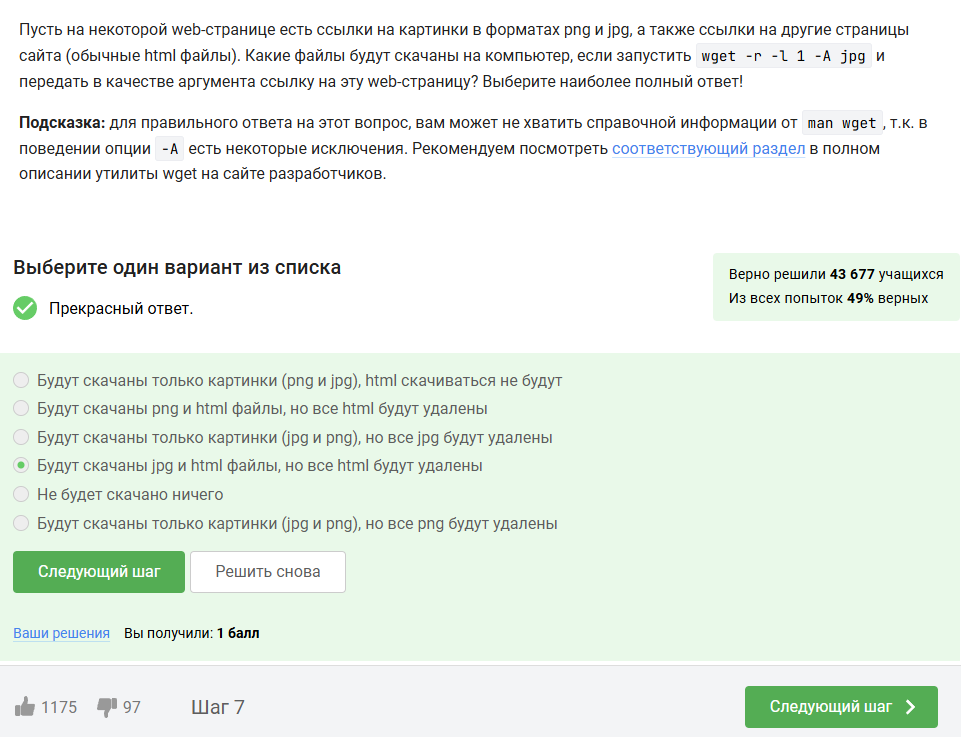 Пусть на некоторой web-странице есть ссылки на картинки в форматах png и jpg, а также ссылки на другие страницы
сайта (обычные html файлы). Какие файлы будут скачаны на компьютер, если запустить wget -r -l 1 -A jpg и
передать в качестве аргумента ссылку на эту web-страницу? Выберите наиболее полный ответ!
Подсказка: для правильного ответа на этот вопрос, вам может не хватить справочной информации от man wget, т.к. в
поведении опции -A есть некоторые исключения. Рекомендуем посмотреть соответствующий раздел в полном
описании утилиты wget на сайте разработчиков.
Выберите один вариант из списка
Верно решили 43 677 учащихся
Из всех попыток 49% верных
Прекрасный ответ.
Будут скачаны только картинки (png и jpg), html скачиваться не будут
Будут скачаны png и html файлы, но все html будут удалены
Будут скачаны только картинки (jpg и png), но все jpg будут удалены
Будут скачаны jpg и html файлы, но все html будут удалены
Не будет скачано ничего
Будут скачаны только картинки (jpg и png), но все png будут удалены
Следующий шаг
Решить снова
Ваши решения Вы получили: 1 балл
1175 97 Шаг 7
Следующий шаг